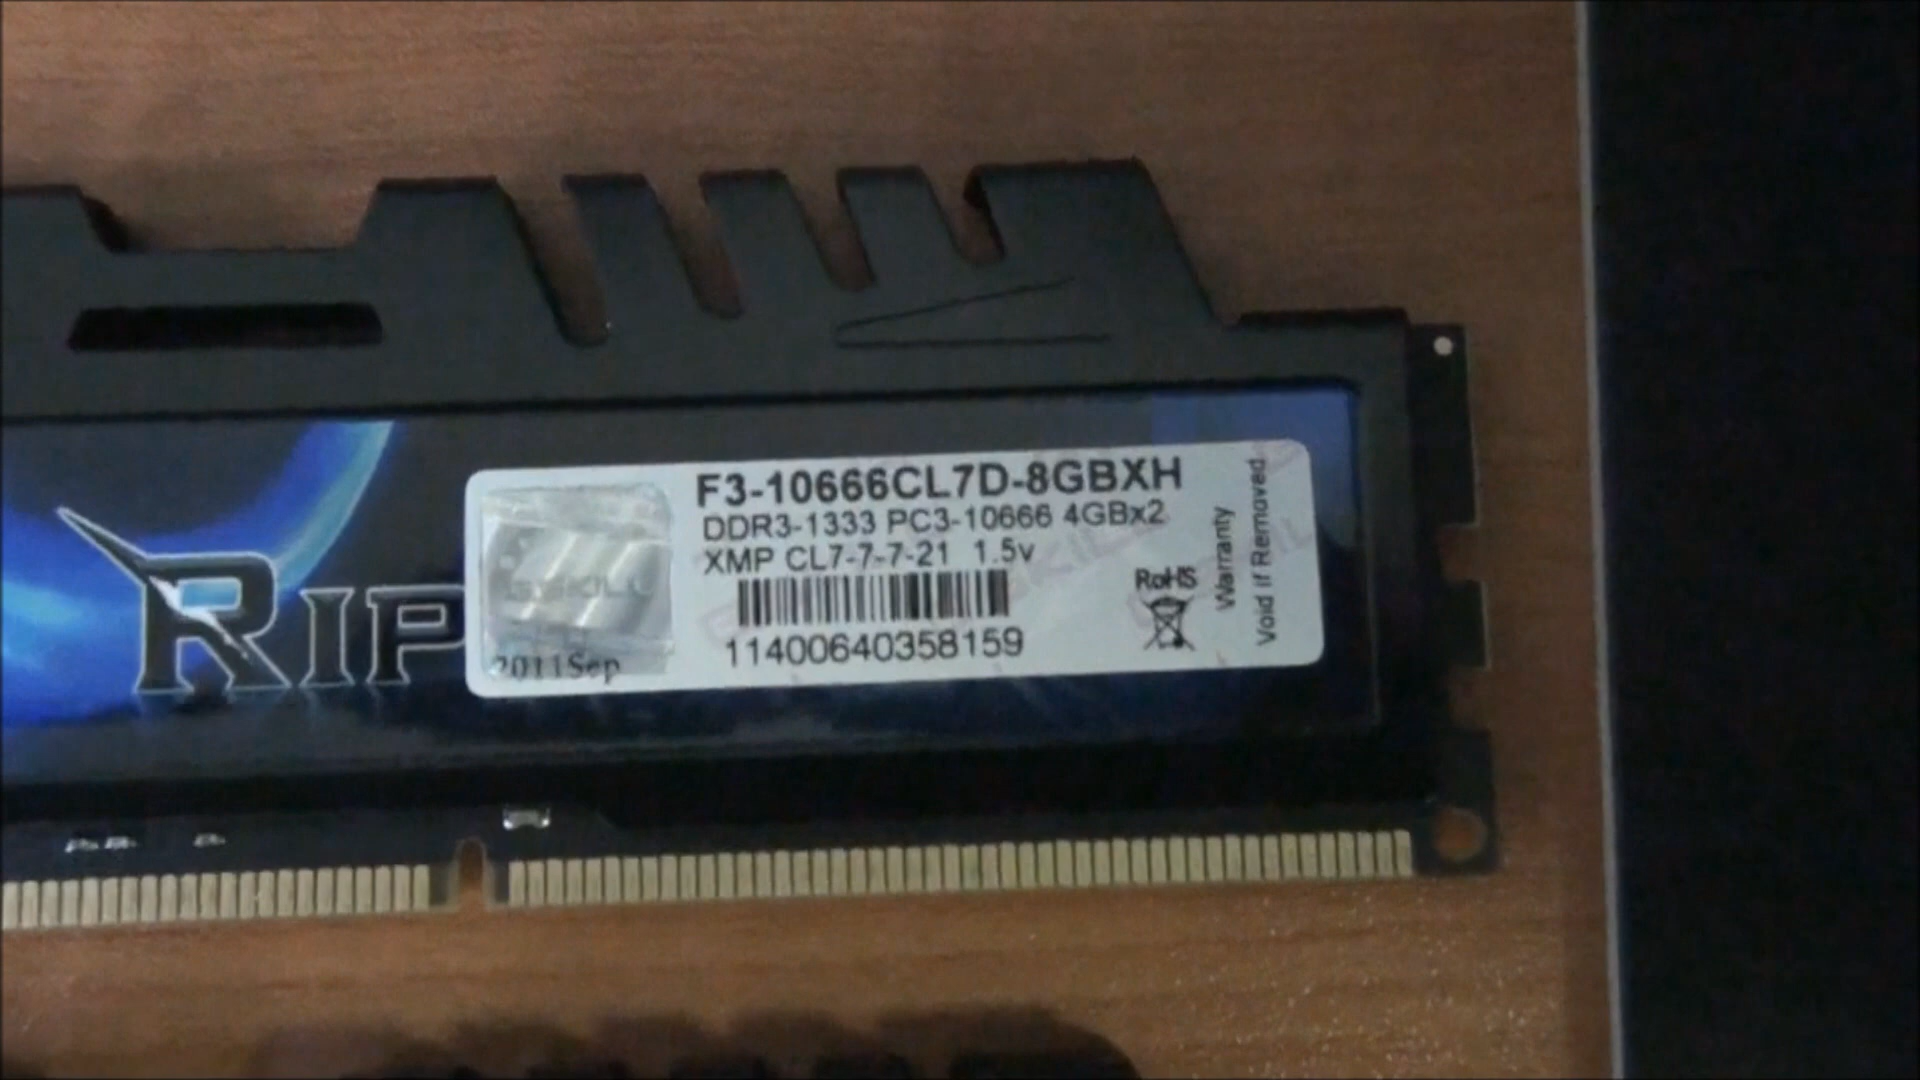 RIP
F3-10666CL7D-8GBXH
DDR3-1333 PC3-10666 4GBx2
XMP CL7-7-7-21 1.5v
11400640358159
2011Sep
G.SKILL
RoHS
Warranty
Void if Removed